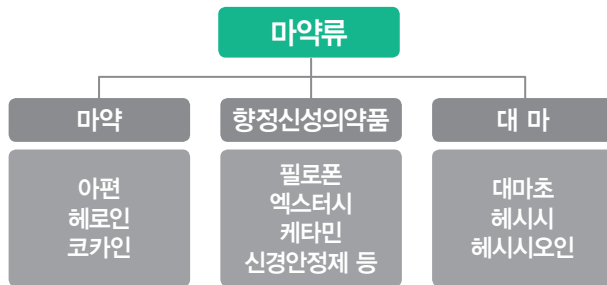 마약류
마약
향정신성의약품
대 마
아편
헤로인
코카인
필로폰
엑스터시
케타민
신경안정제 등
대마초
헤시시
헤시시오인